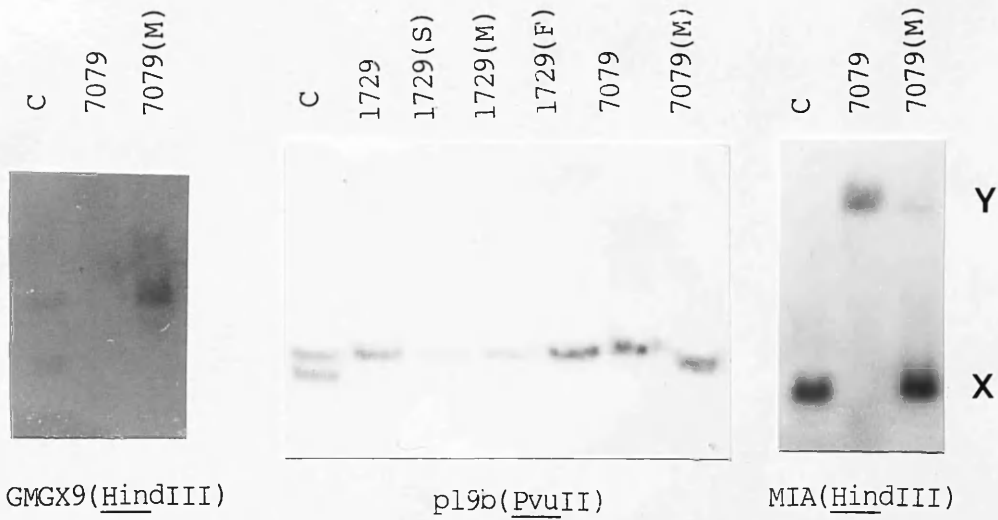 C 7079 7079(M)
C 1729 1729(S) 1729(M) 1729(F) 7079 7079(M)
C 7079 7079(M)
Y
X
GMGX9(HindIII)
p19b(PvuII)
MIA(HindIII)